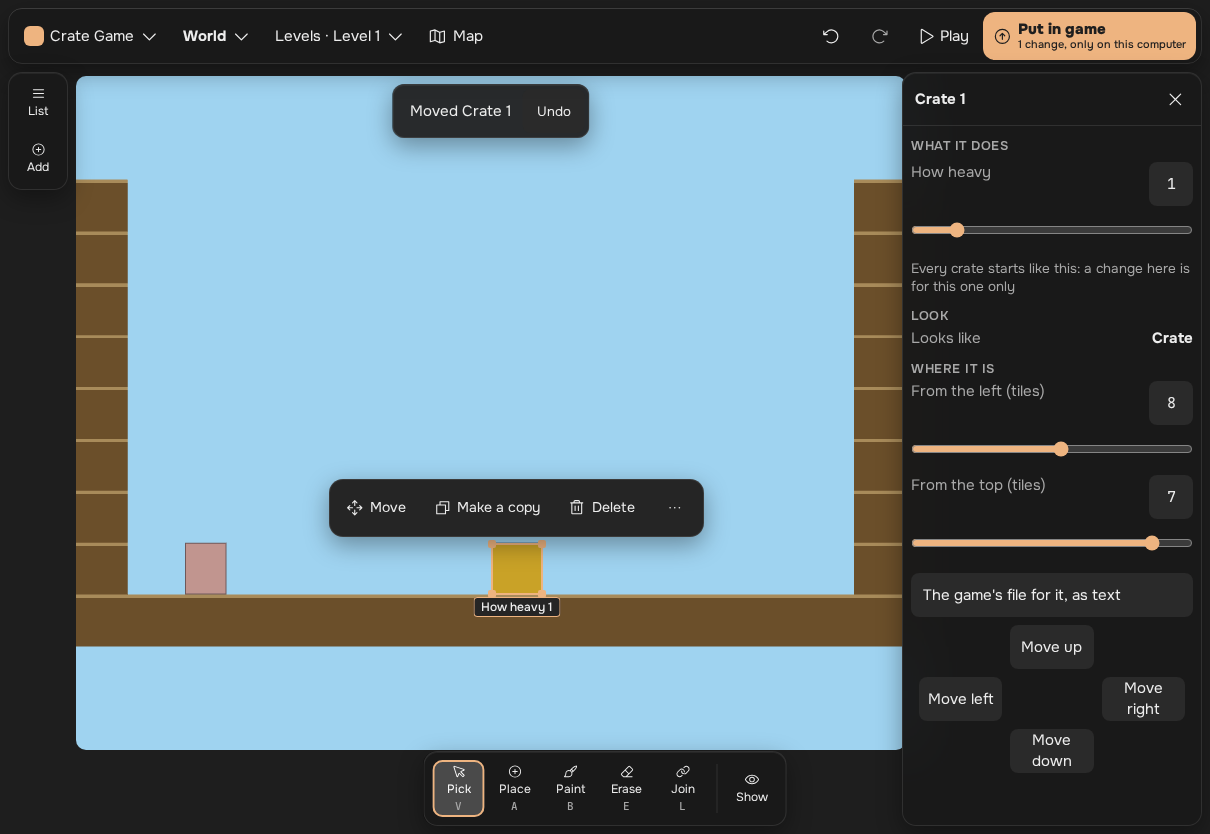 Crate Game
World
Levels · Level 1
Map
Play
Put in game
1 change, only on this computer
List
Add
Moved Crate 1
Undo
Crate 1
WHAT IT DOES
How heavy
1
Every crate starts like this: a change here is
for this one only
LOOK
Looks like
Crate
WHERE IT IS
From the left (tiles)
8
From the top (tiles)
7
The game's file for it, as text
Move up
Move left
Move
right
Move
down
Move
Make a copy
Delete
···
How heavy 1
Pick
V
Place
A
Paint
B
Erase
E
Join
L
Show